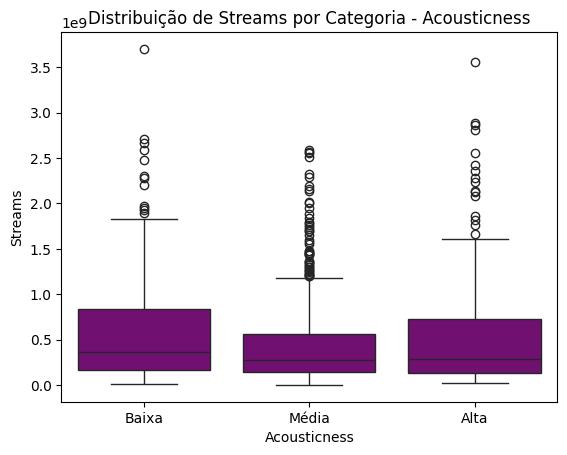 Distribuição de Streams por Categoria - Acousticness
1e9
3.5
3.0
2.5
2.0
1.5
1.0
0.5
0.0
Streams
Baixa Média Alta
Acousticness